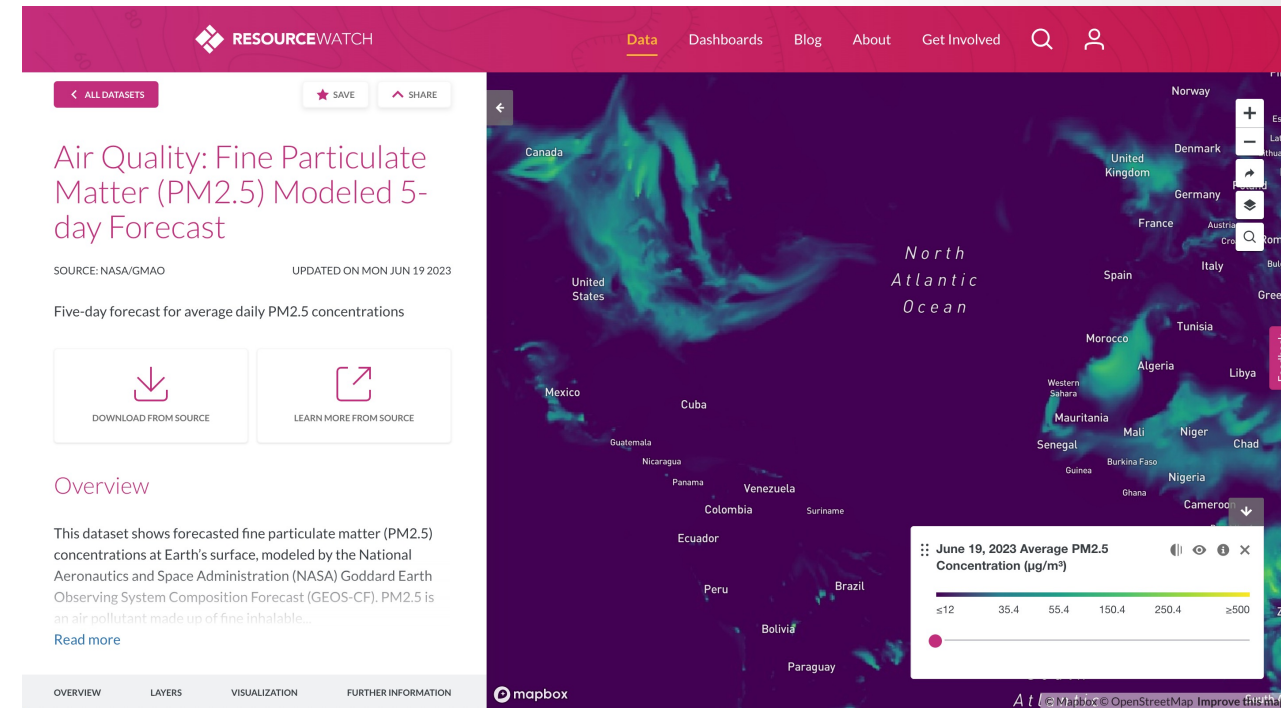 RESOURCEWATCH
Data Dashboards Blog About Get Involved
ALL DATASETS
SAVE
SHARE
Air Quality: Fine Particulate
Matter (PM2.5) Modeled 5-
day Forecast
SOURCE: NASA/GMAO
UPDATED ON MON JUN 19 2023
Five-day forecast for average daily PM2.5 concentrations
DOWNLOAD FROM SOURCE
LEARN MORE FROM SOURCE
Overview
This dataset shows forecasted fine particulate matter (PM2.5)
concentrations at Earth's surface, modeled by the National
Aeronautics and Space Administration (NASA) Goddard Earth
Observing System Composition Forecast (GEOS-CF). PM2.5 is
an air pollutant made up of fine inhalable...
Read more
OVERVIEW LAYERS VISUALIZATION FURTHER INFORMATION
Norway
Canada
Denmark
United
Kingdom
Germany
France
Austria
North
Atlantic
Ocean
Italy
Spain
United
States
Tunisia
Morocco
Algeria
Libya
Western
Sahara
Mexico
Cuba
Mauritania
Mali
Niger
Chad
Senegal
Guatemala
Nicaragua
Burkina Faso
Guinea
Panama
Venezuela
Nigeria
Ghana
Colombia
Suriname
Cameroon
Ecuador
Peru
Brazil
Bolivia
Paraguay
June 19, 2023 Average PM2.5
Concentration (µg/m³)
≤12 35.4 55.4 150.4 250.4 ≥500
mapbox
© Mapbox © OpenStreetMap Improve this map